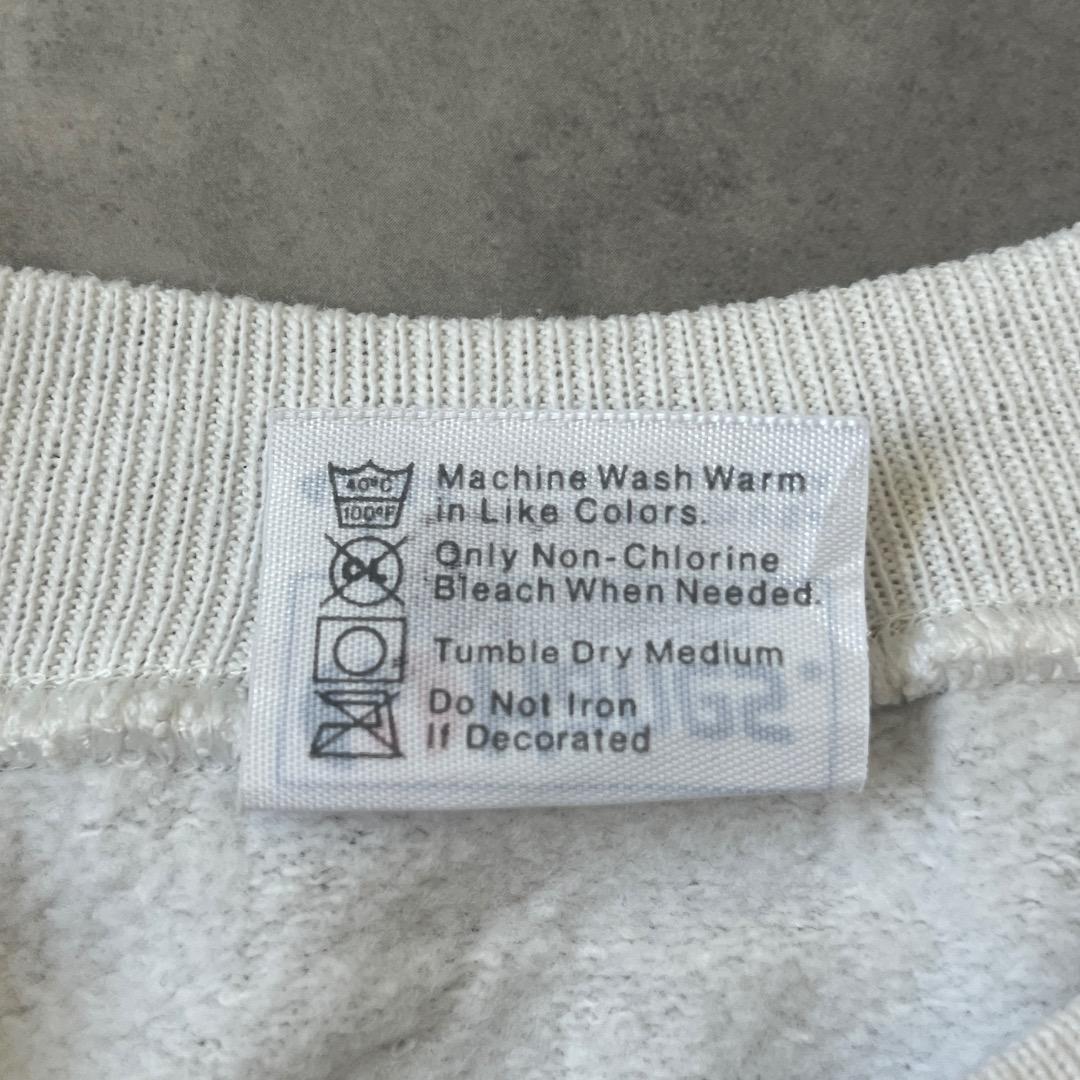 40°C
100°F
Machine Wash Warm
in Like Colors.
CL
Only Non-Chlorine
Bleach When Needed.
Tumble Dry Medium
Do Not Iron
If Decorated